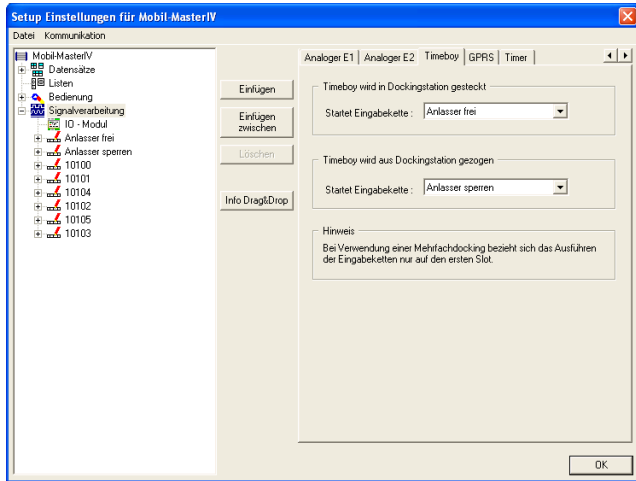 Setup Einstellungen für Mobil-MasterIV
Datei Kommunikation
Mobil-MasterIV
Datensätze
Listen
Bedienung
Signalverarbeitung
IO - Modul
Anlasser frei
Anlasser sperren
10100
10101
10104
10102
10105
10103
Einfügen
Einfügen
zwischen
Löschen
Info Drag&Drop
Analoger E1 Analoger E2 Timeboy GPRS Timer
Timeboy wird in Dockingstation gesteckt
Startet Eingabekette : Anlasser frei
Timeboy wird aus Dockingstation gezogen
Startet Eingabekette : Anlasser sperren
Hinweis
Bei Verwendung einer Mehrfachdocking bezieht sich das Ausführen
der Eingabeketten nur auf den ersten Slot.
OK